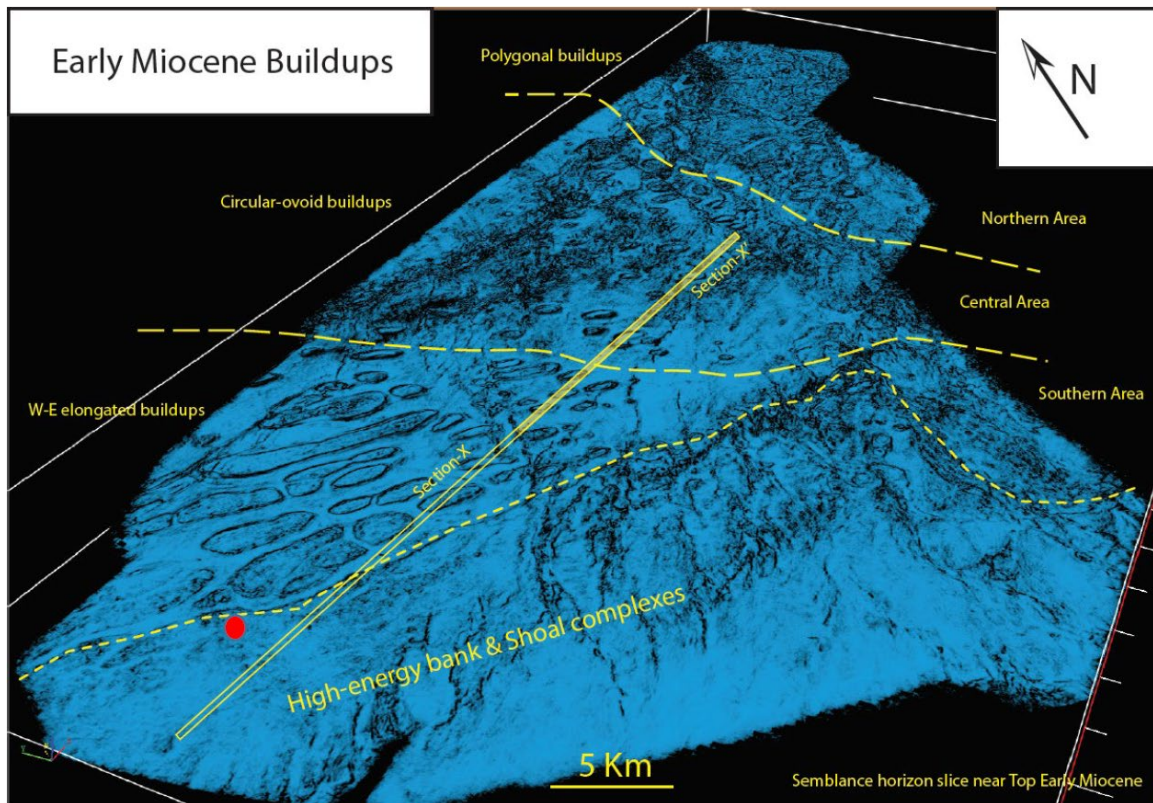 Early Miocene Buildups
Polygonal buildups
N
Circular-ovoid buildups
Northern Area
Section-X'
Central Area
W-E elongated buildups
Southern Area
Section-X
High-energy bank & Shoal complexes
5 Km
Semblance horizon slice near Top Early Miocene